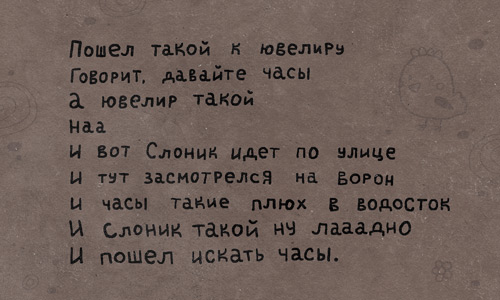 Пошел такой к ювелиру
Говорит, давайте часы
А ювелир такой
наа
И вот Слоник идет по улице
И тут засмотрелся на ворон
И часы такие плюх в водосток
И Слоник такой ну лааадно
И пошел искать часы.